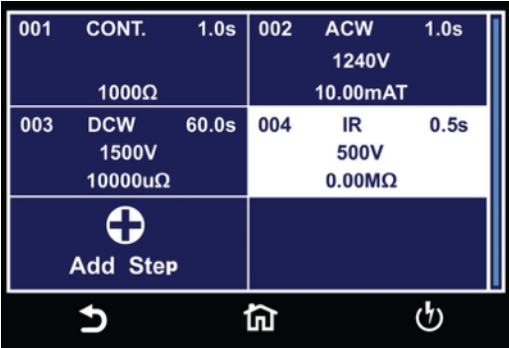 001 CONT. 1.0s
1000Ω
002 ACW 1.0s
1240V
10.00mAT
003 DCW 60.0s
1500V
10000uΩ
004 IR 0.5s
500V
0.00MΩ
Add Step